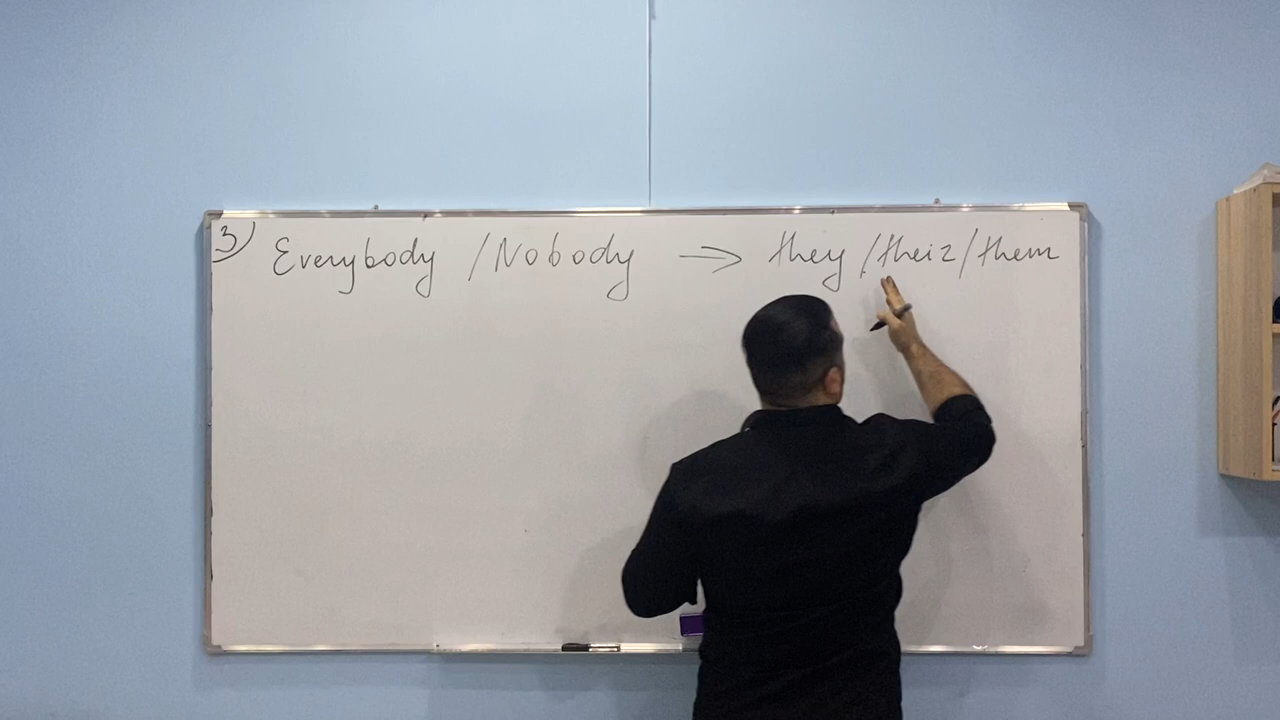 3) Everybody / Nobody → they / their / them